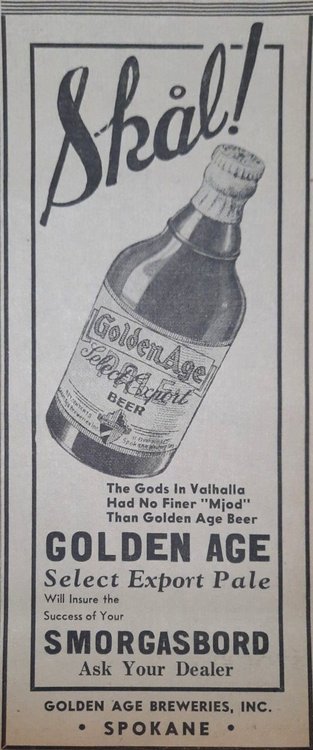 Skål!
Golden Age
Select Export
PALE
BEER
The Gods In Valhalla
Had No Finer "Mjod"
Than Golden Age Beer
GOLDEN AGE
Select Export Pale
Will Insure the
Success of Your
SMORGASBORD
Ask Your Dealer
GOLDEN AGE BREWERIES, INC.
• SPOKANE •